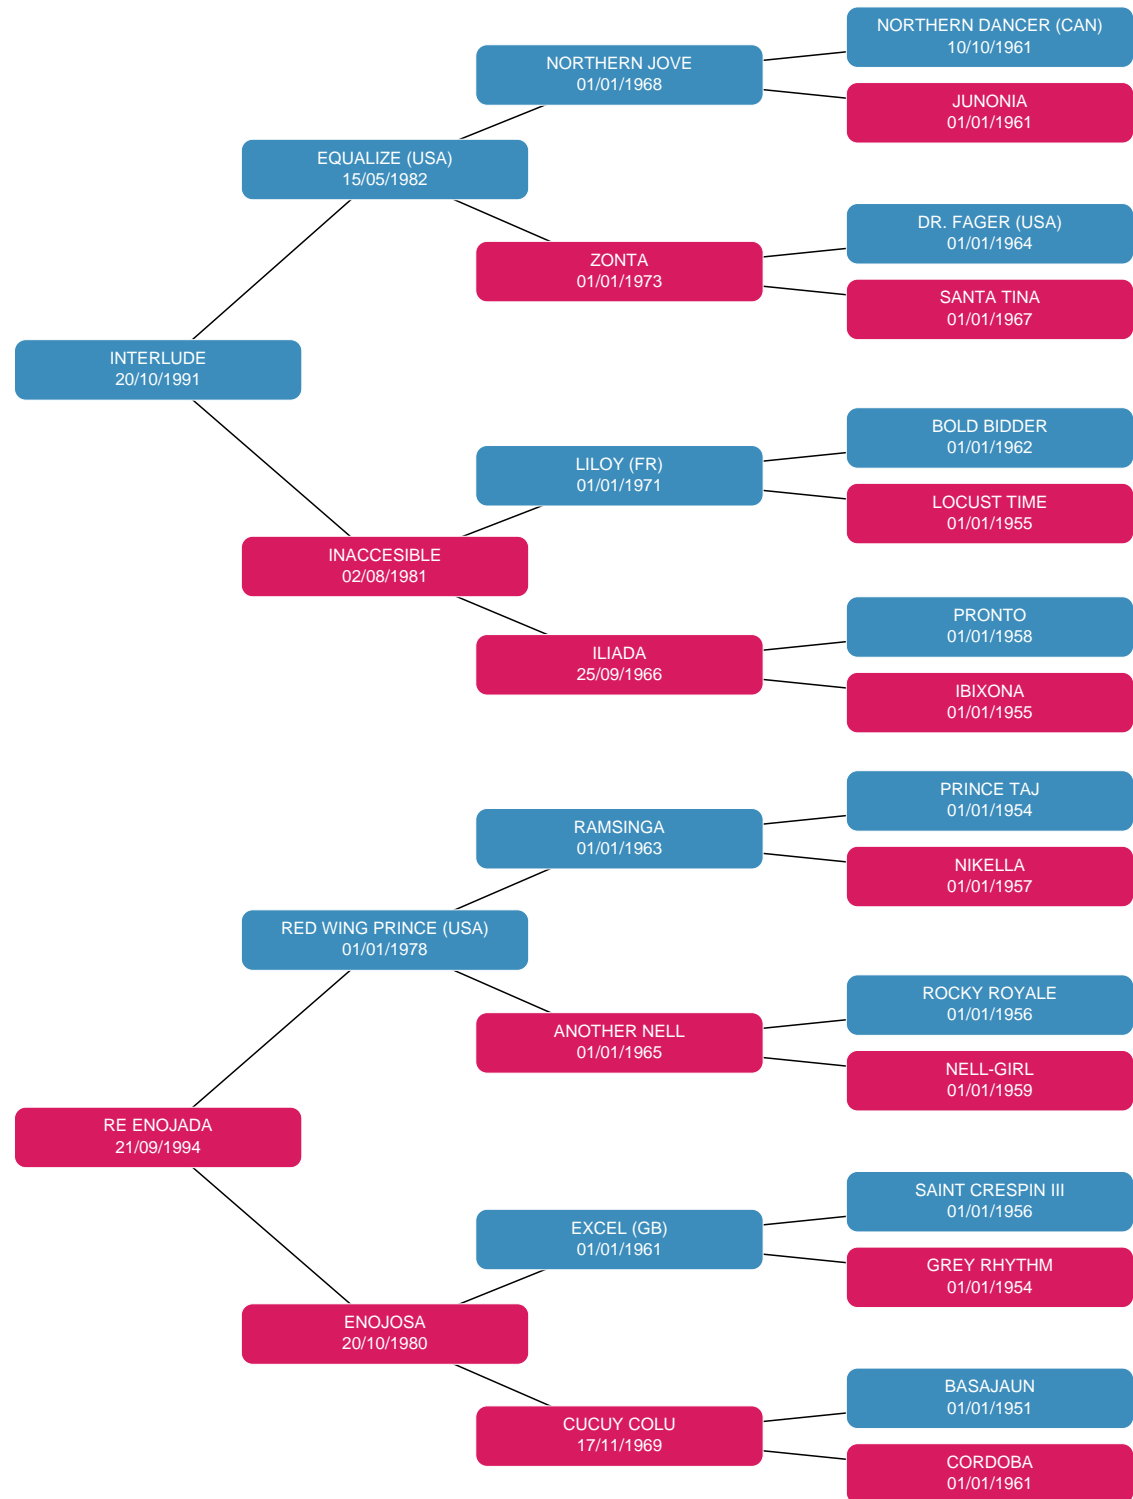 NORTHERN DANCER (CAN)
10/10/1961
NORTHERN JOVE
01/01/1968
JUNONIA
01/01/1961
EQUALIZE (USA)
15/05/1982
DR. FAGER (USA)
01/01/1964
ZONTA
01/01/1973
SANTA TINA
01/01/1967
INTERLUDE
20/10/1991
BOLD BIDDER
01/01/1962
LILOY (FR)
01/01/1971
LOCUST TIME
01/01/1955
INACCESIBLE
02/08/1981
PRONTO
01/01/1958
ILIADA
25/09/1966
IBIXONA
01/01/1955
PRINCE TAJ
01/01/1954
RAMSINGA
01/01/1963
NIKELLA
01/01/1957
RED WING PRINCE (USA)
01/01/1978
ROCKY ROYALE
01/01/1956
ANOTHER NELL
01/01/1965
NELL-GIRL
01/01/1959
RE ENOJADA
21/09/1994
SAINT CRESPIN III
01/01/1956
EXCEL (GB)
01/01/1961
GREY RHYTHM
01/01/1954
ENOJOSA
20/10/1980
BASAJAUN
01/01/1951
CUCUY COLU
17/11/1969
CORDOBA
01/01/1961